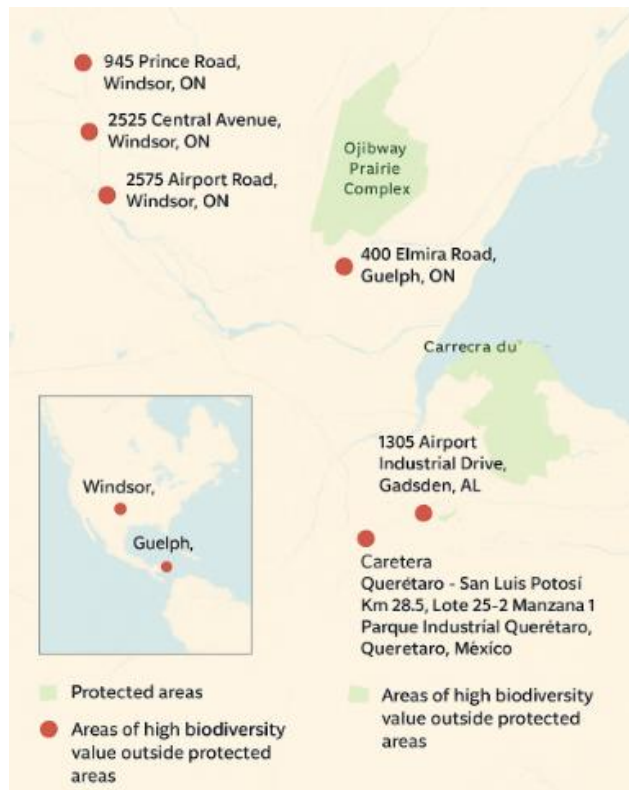 945 Prince Road,
Windsor, ON
2525 Central Avenue,
Windsor, ON
2575 Airport Road,
Windsor, ON
Ojibway
Prairie
Complex
400 Elmira Road,
Guelph, ON
Carrecra du'
1305 Airport
Industrial Drive,
Gadsden, AL
Windsor,
Guelph,
Caretera
Querétaro - San Luis Potosí
Km 28.5, Lote 25-2 Manzana 1
Parque Industrial Querétaro,
Queretaro, México
Protected areas
Areas of high biodiversity
value outside protected
areas
Areas of high biodiversity
value outside protected
areas